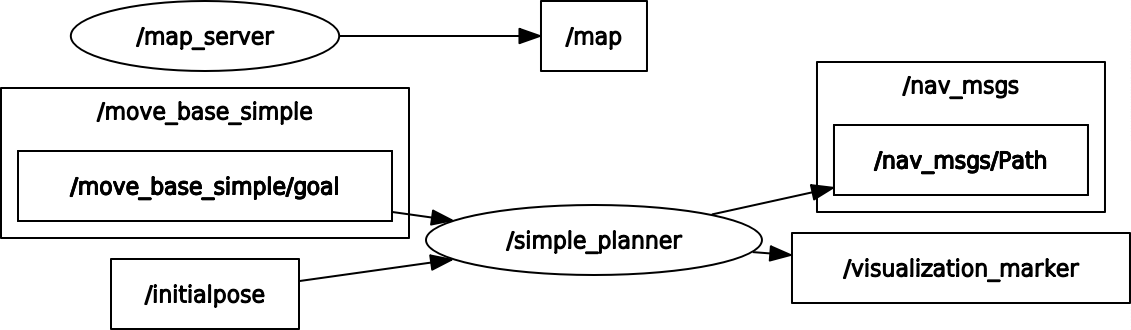 /map_server
/map
/move_base_simple
/move_base_simple/goal
/initialpose
/simple_planner
/nav_msgs
/nav_msgs/Path
/visualization_marker